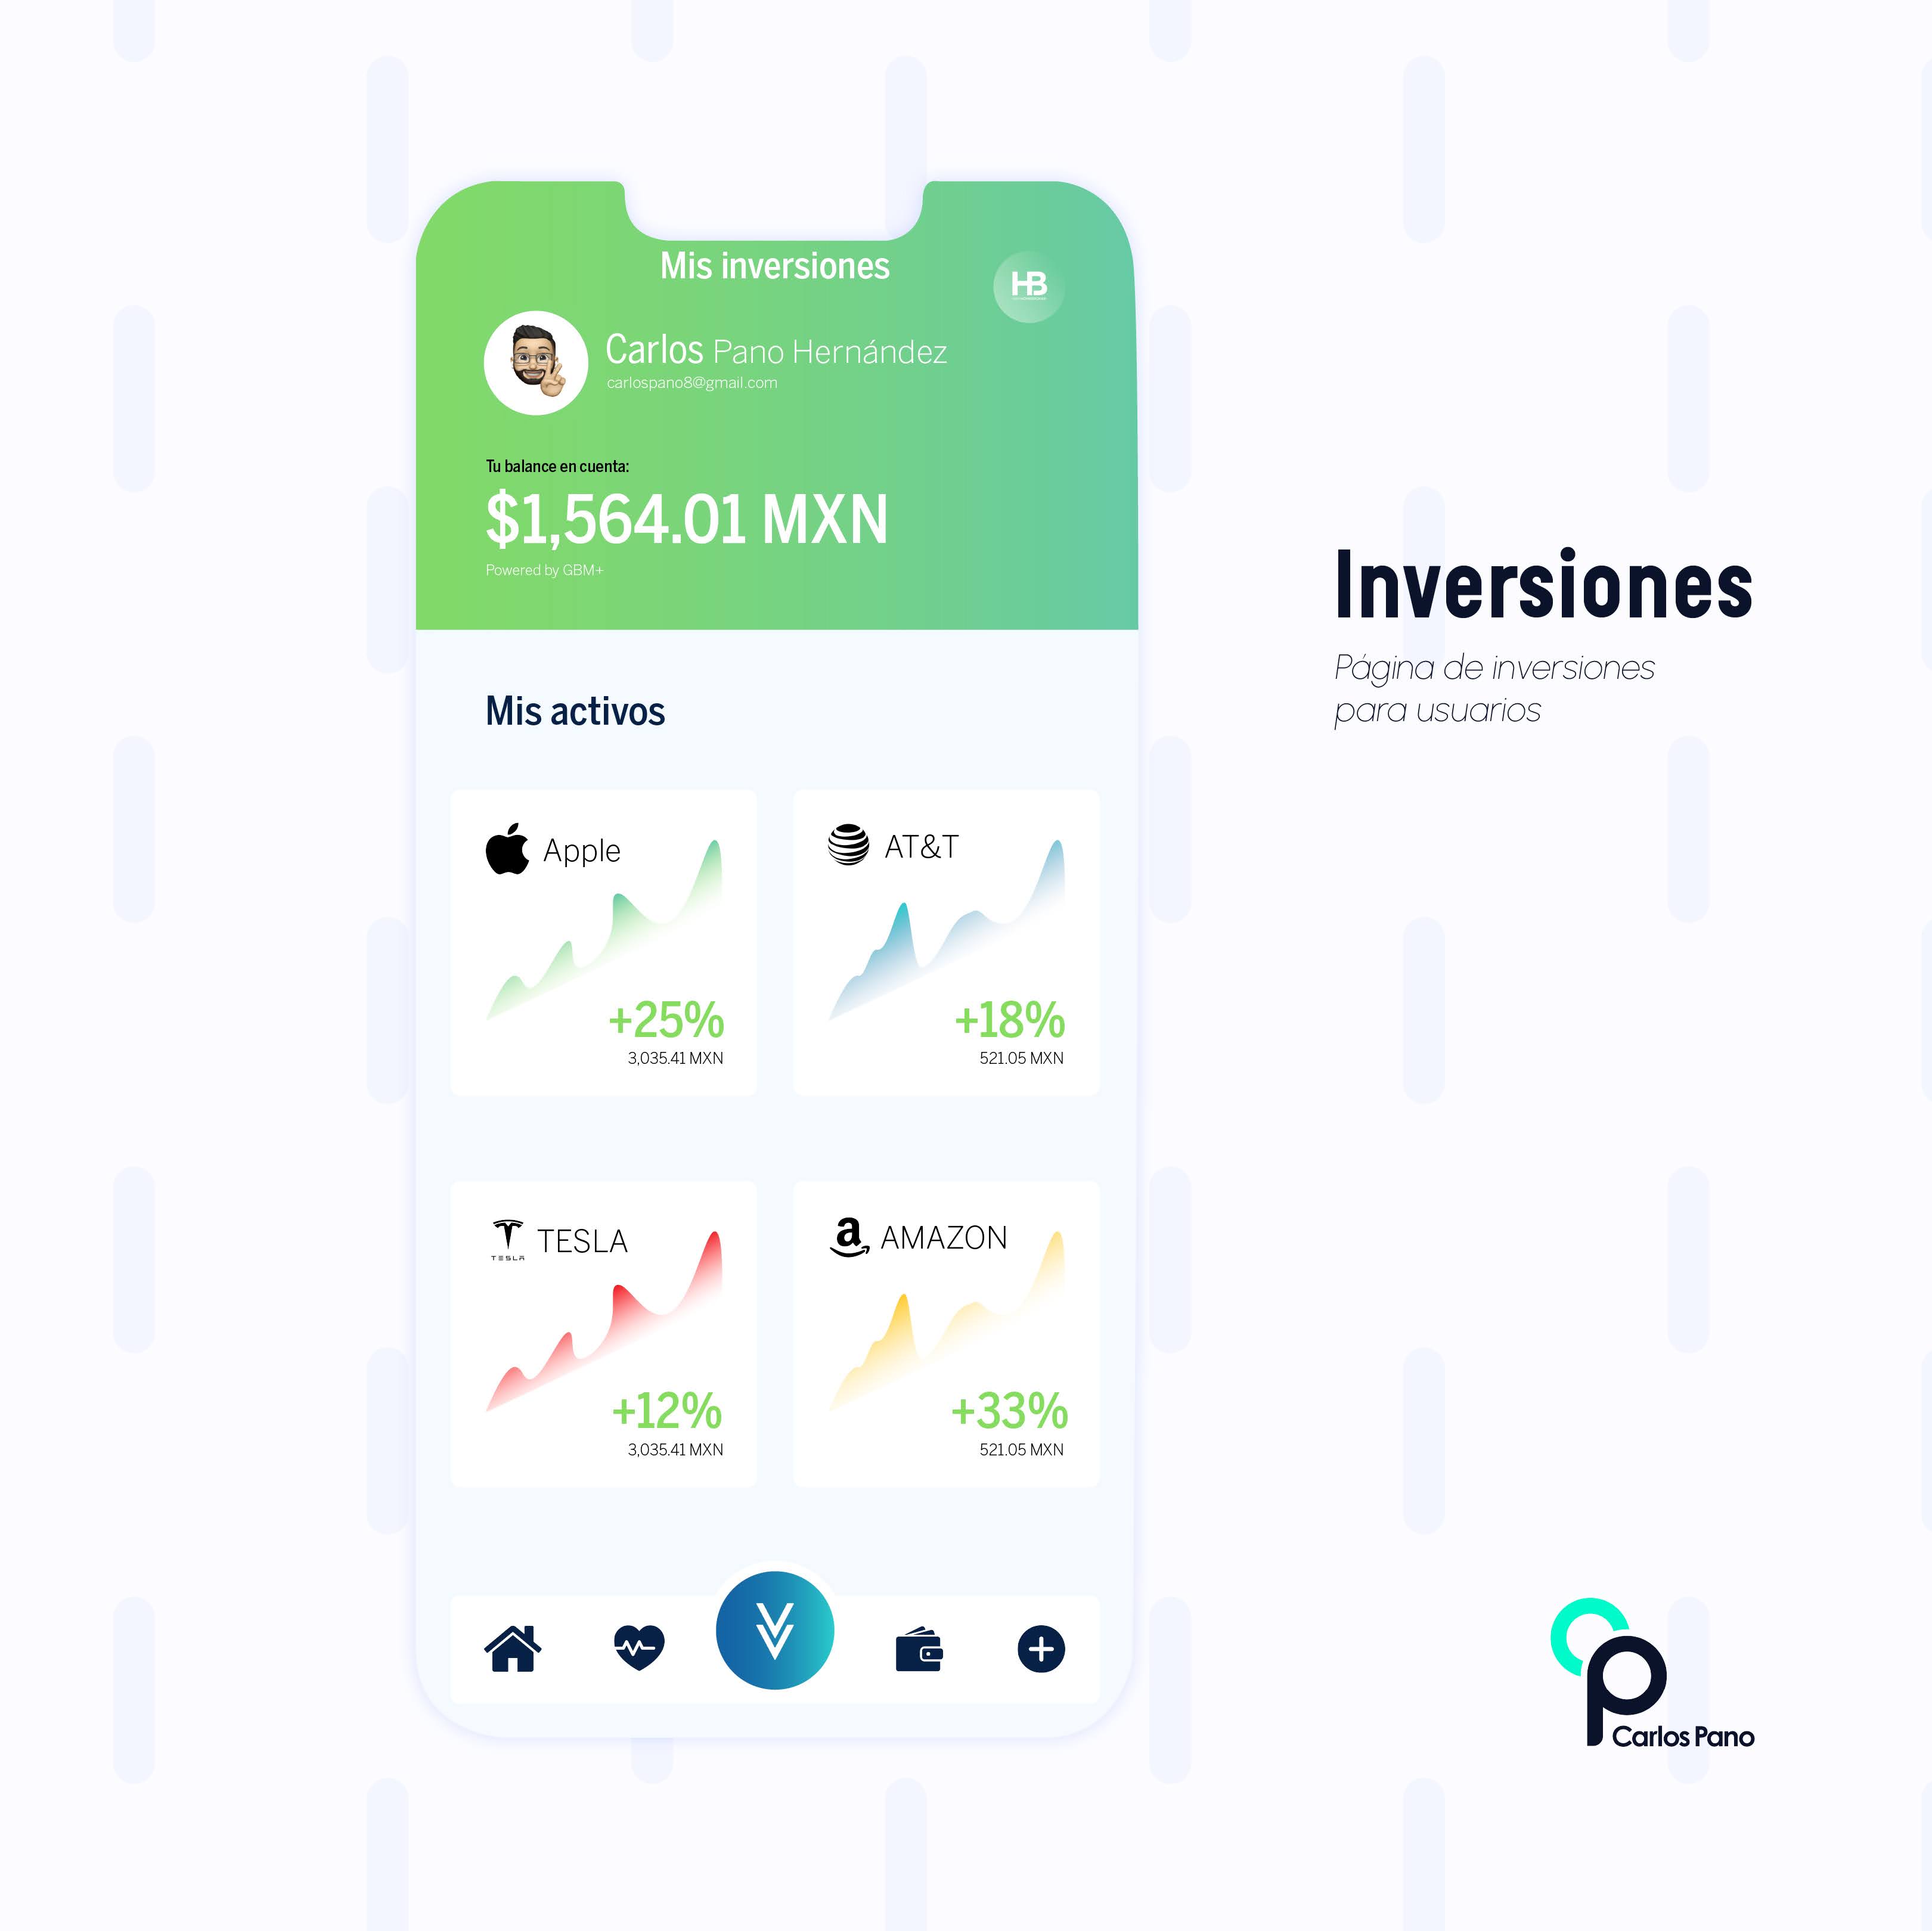 Mis inversiones
HB
Carlos Pano Hernández
carlospano8@gmail.com
Tu balance en cuenta:
$1,564.01 MXN
Powered by GBM+
Inversiones
Página de inversiones
para usuarios
Mis activos
Apple
+25%
3,035.41 MXN
AT&T
+18%
521.05 MXN
TESLA
TESLA
+12%
3,035.41 MXN
a AMAZON
+33%
521.05 MXN
Carlos Pano